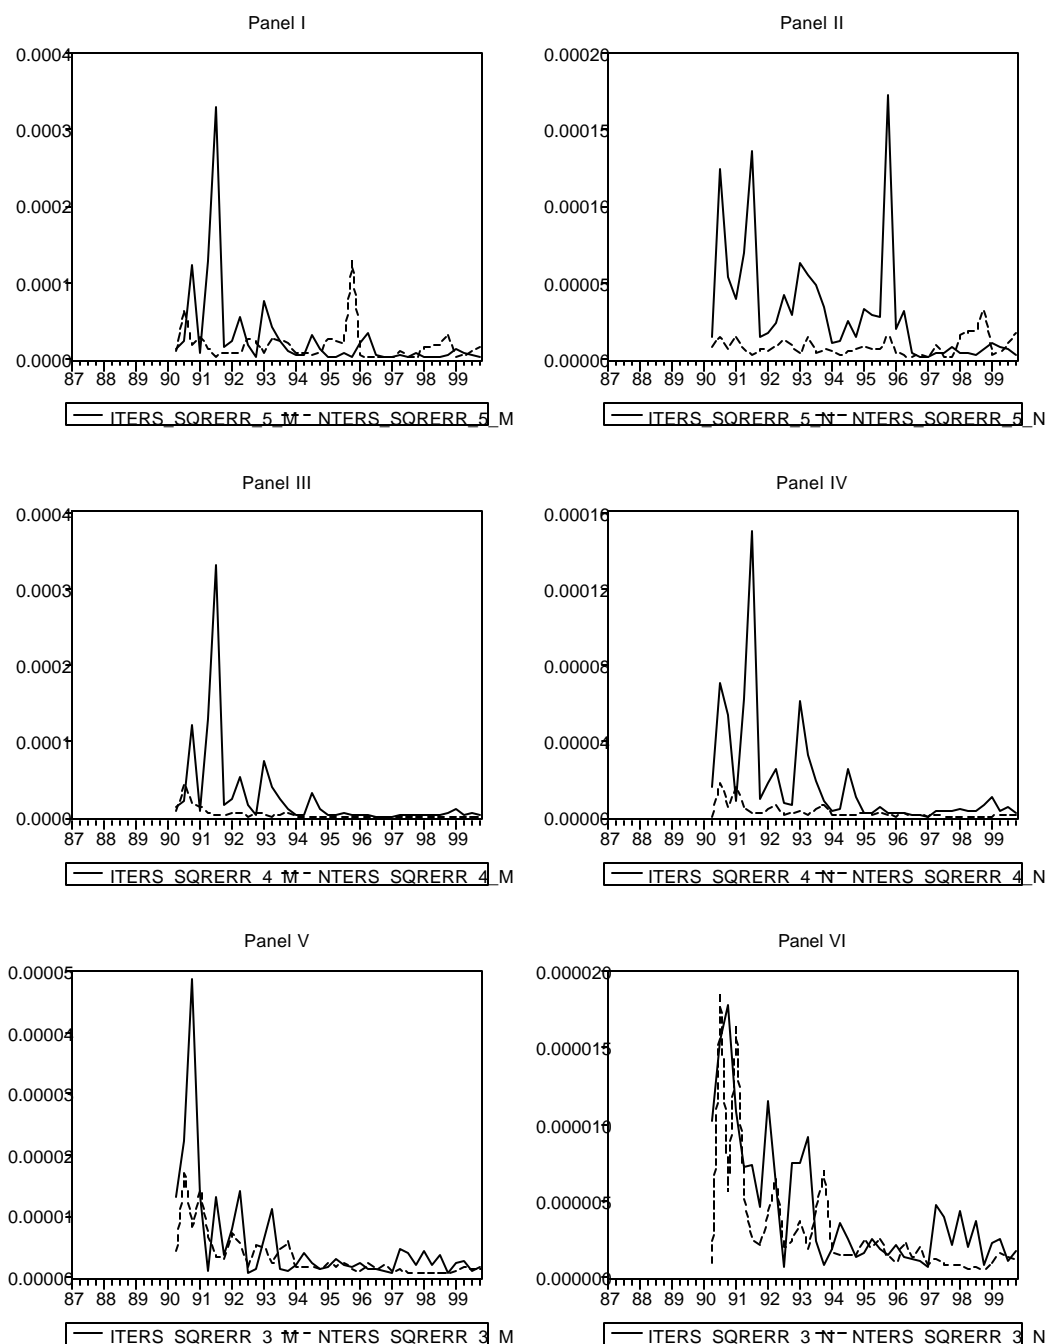 Panel I
0.0004
0.0003
0.0002
0.0001
0.0000
87 88 89 90 91 92 93 94 95 96 97 98 99
ITERS_SQRERR_5_M NTERS_SQRERR_5_M
Panel II
0.00020
0.00015
0.00010
0.00005
0.00000
87 88 89 90 91 92 93 94 95 96 97 98 99
ITERS_SQRERR_5_N NTERS_SQRERR_5_N
Panel III
0.0004
0.0003
0.0002
0.0001
0.0000
87 88 89 90 91 92 93 94 95 96 97 98 99
ITERS_SQRERR_4_M NTERS_SQRERR_4_M
Panel IV
0.00016
0.00012
0.00008
0.00004
0.00000
87 88 89 90 91 92 93 94 95 96 97 98 99
ITERS_SQRERR_4_N NTERS_SQRERR_4_N
Panel V
0.00005
0.00004
0.00003
0.00002
0.00001
0.00000
87 88 89 90 91 92 93 94 95 96 97 98 99
ITERS_SQRERR_3_M NTERS_SQRERR_3_M
Panel VI
0.000020
0.000015
0.000010
0.000005
0.000000
87 88 89 90 91 92 93 94 95 96 97 98 99
ITERS_SQRERR_3_N NTERS_SQRERR_3_N